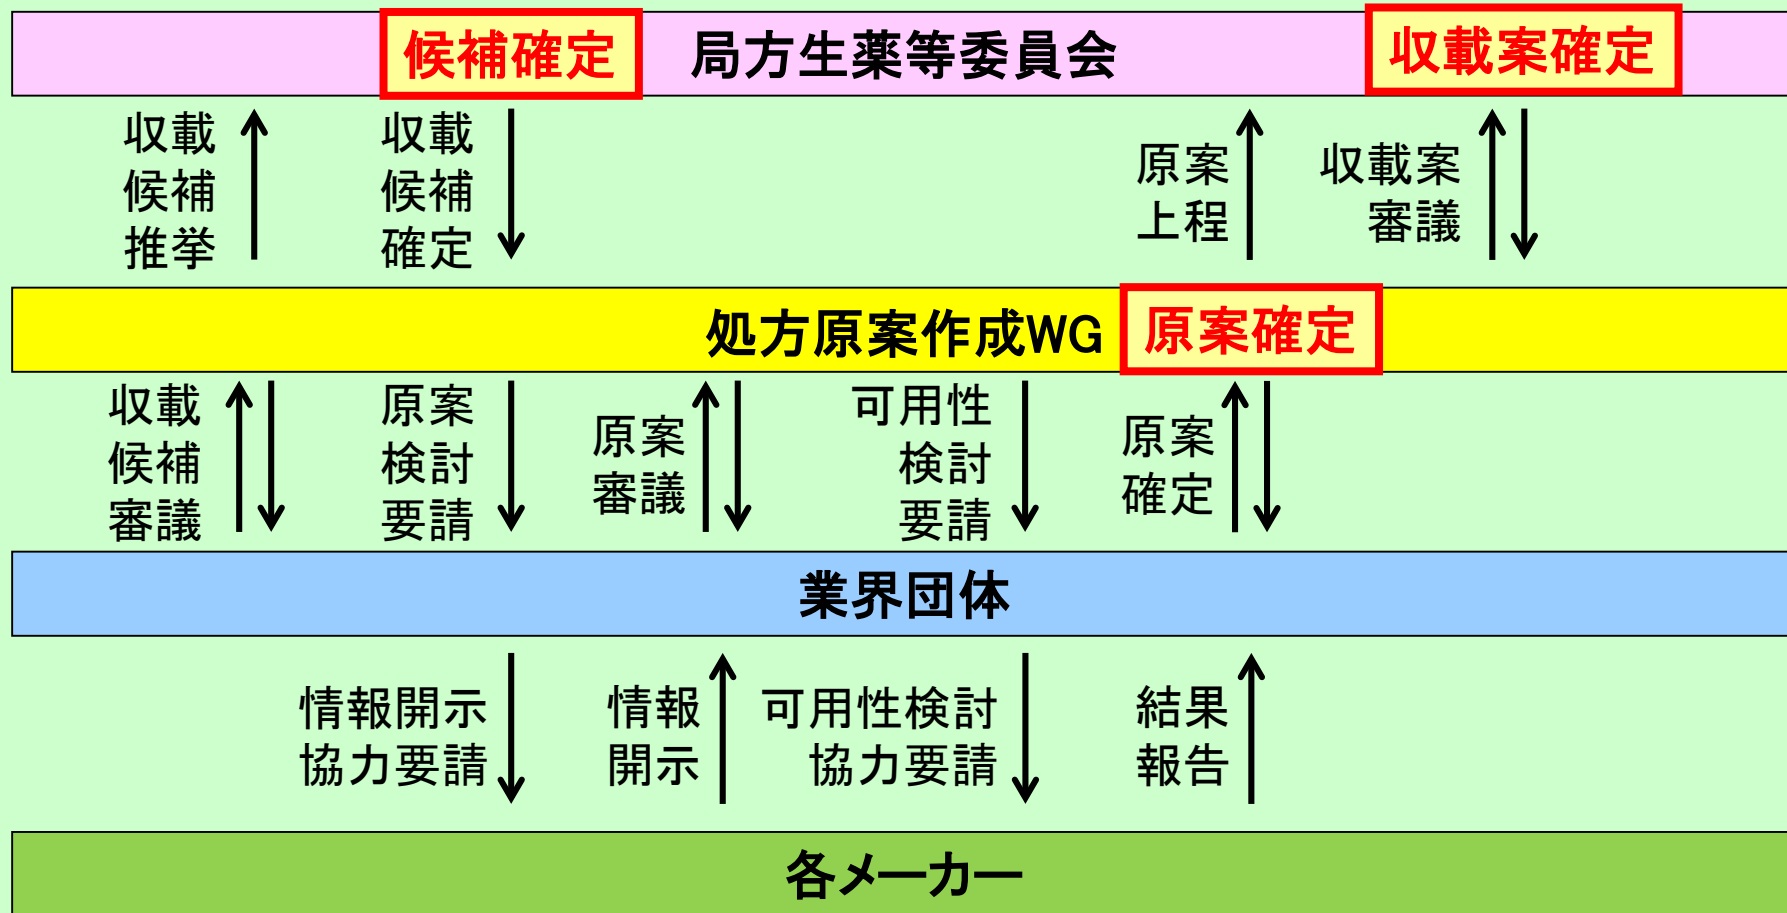 候補確定
局方生薬等委員会
収載案確定
収載
候補
推挙
収載
候補
確定
原案
上程
収載案
審議
処方原案作成WG
原案確定
収載
候補
審議
原案
検討
要請
原案
審議
可用性
検討
要請
原案
確定
業界団体
情報開示
協力要請
情報
開示
可用性検討
協力要請
結果
報告
各メーカー